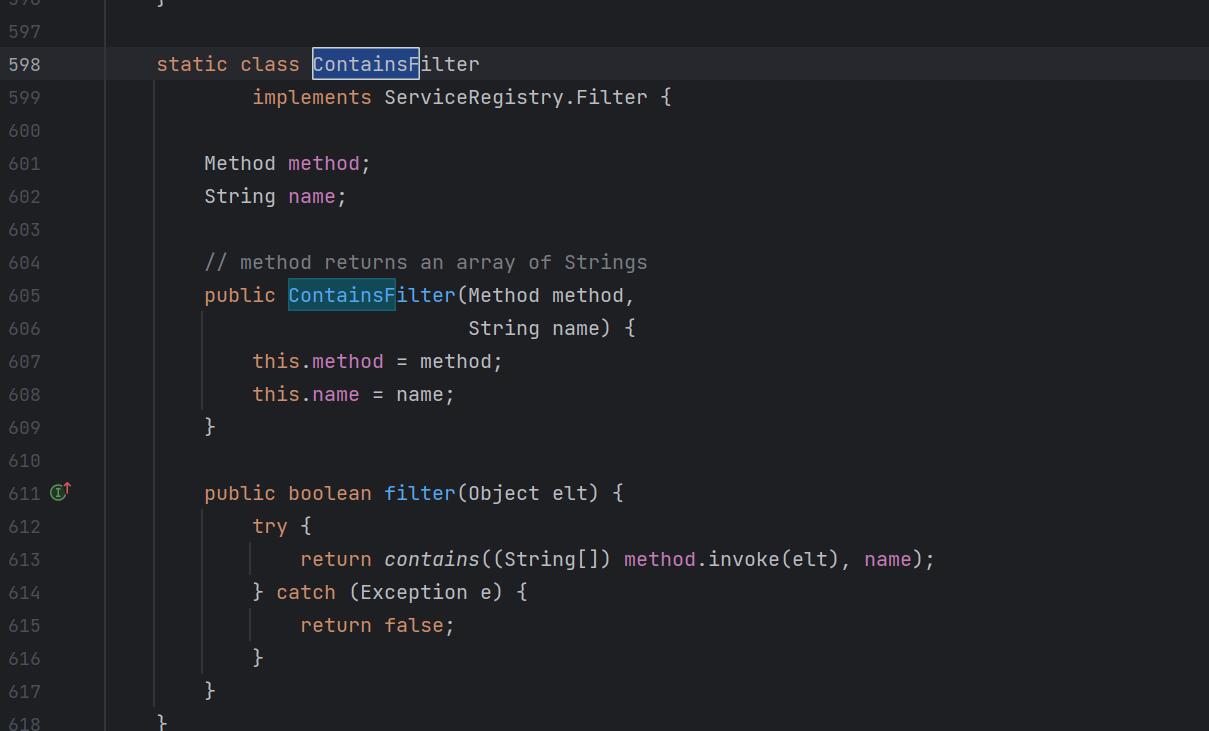 596 }
597
598 static class ContainsFilter
599 implements ServiceRegistry.Filter {
600
601 Method method;
602 String name;
603
604 // method returns an array of Strings
605 public ContainsFilter(Method method,
606 String name) {
607 this.method = method;
608 this.name = name;
609 }
610
611 public boolean filter(Object elt) {
612 try {
613 return contains((String[]) method.invoke(elt), name);
614 } catch (Exception e) {
615 return false;
616 }
617 }
618 }